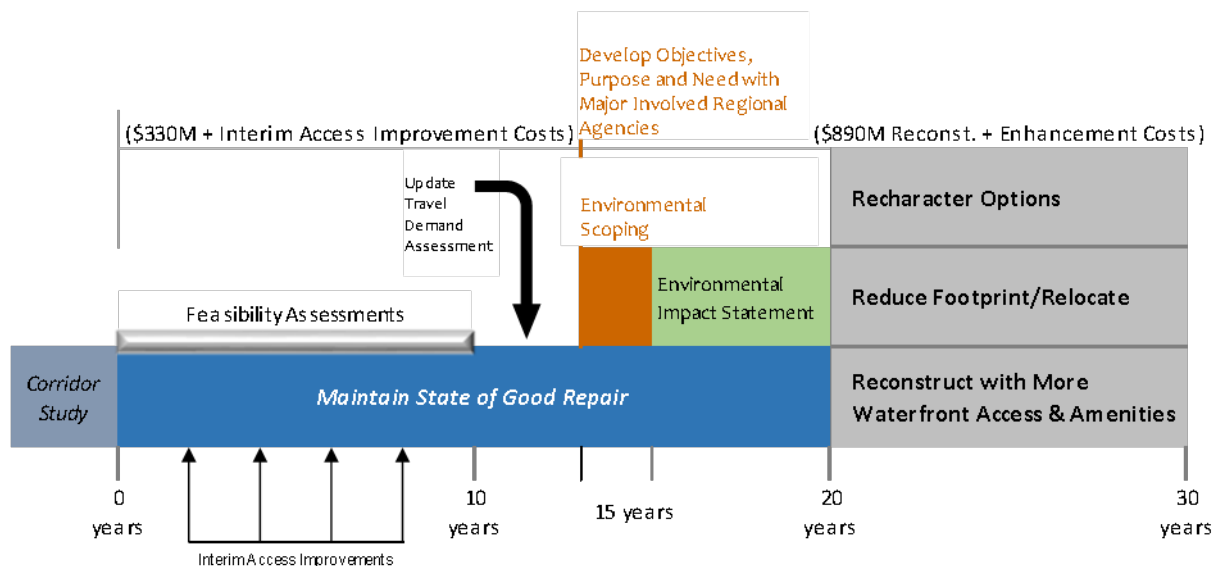 Develop Objectives,
Purpose and Need with
Major Involved Regional
Agencies
($330M + Interim Access Improvement Costs)
($890M Reconst. + Enhancement Costs)
Update
Travel
Demand
Assessment
Environmental
Scoping
Recharacter Options
Environmental
Impact Statement
Reduce Footprint/Relocate
Feasibility Assessments
Corridor
Study
Maintain State of Good Repair
Reconstruct with More
Waterfront Access & Amenities
0
years
10
years
15 years
20
years
30
years
Interim Access Improvements